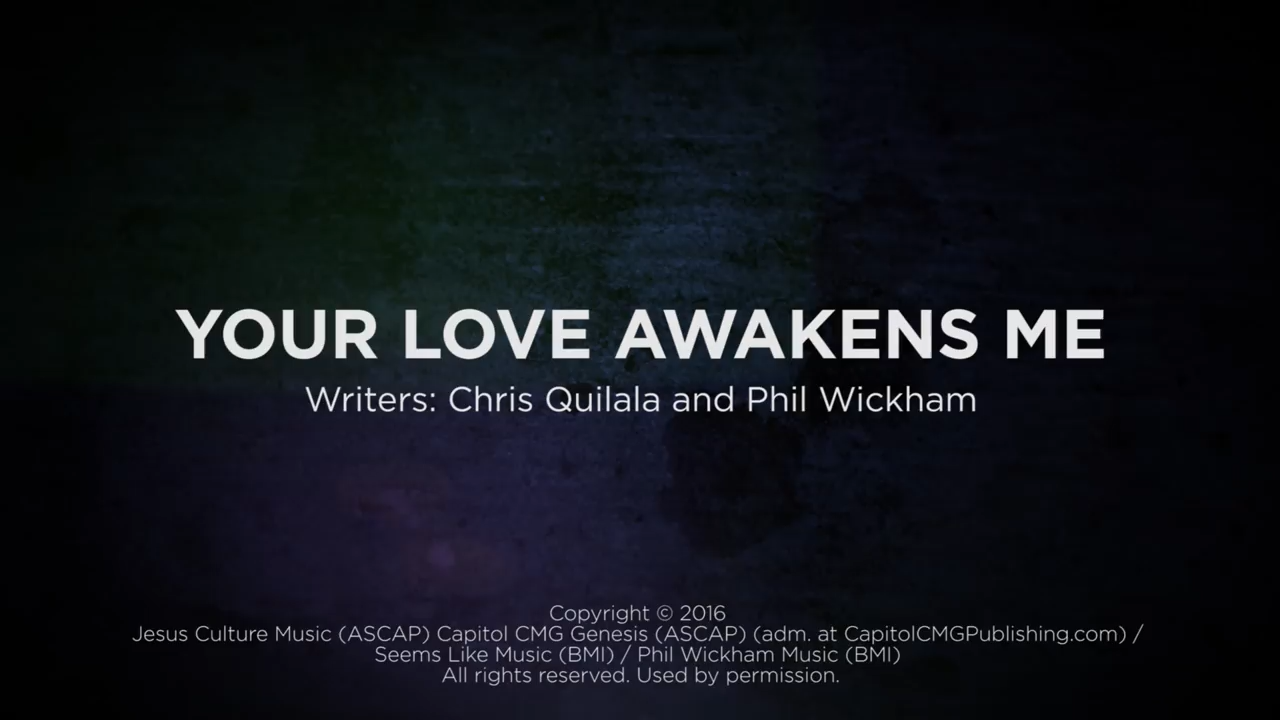 YOUR LOVE AWAKENS ME
Writers: Chris Quilala and Phil Wickham
Copyright © 2016
Jesus Culture Music (ASCAP) Capitol CMG Genesis (ASCAP) (adm. at CapitolCMGPublishing.com) /
Seems Like Music (BMI) / Phil Wickham Music (BMI)
All rights reserved. Used by permission.